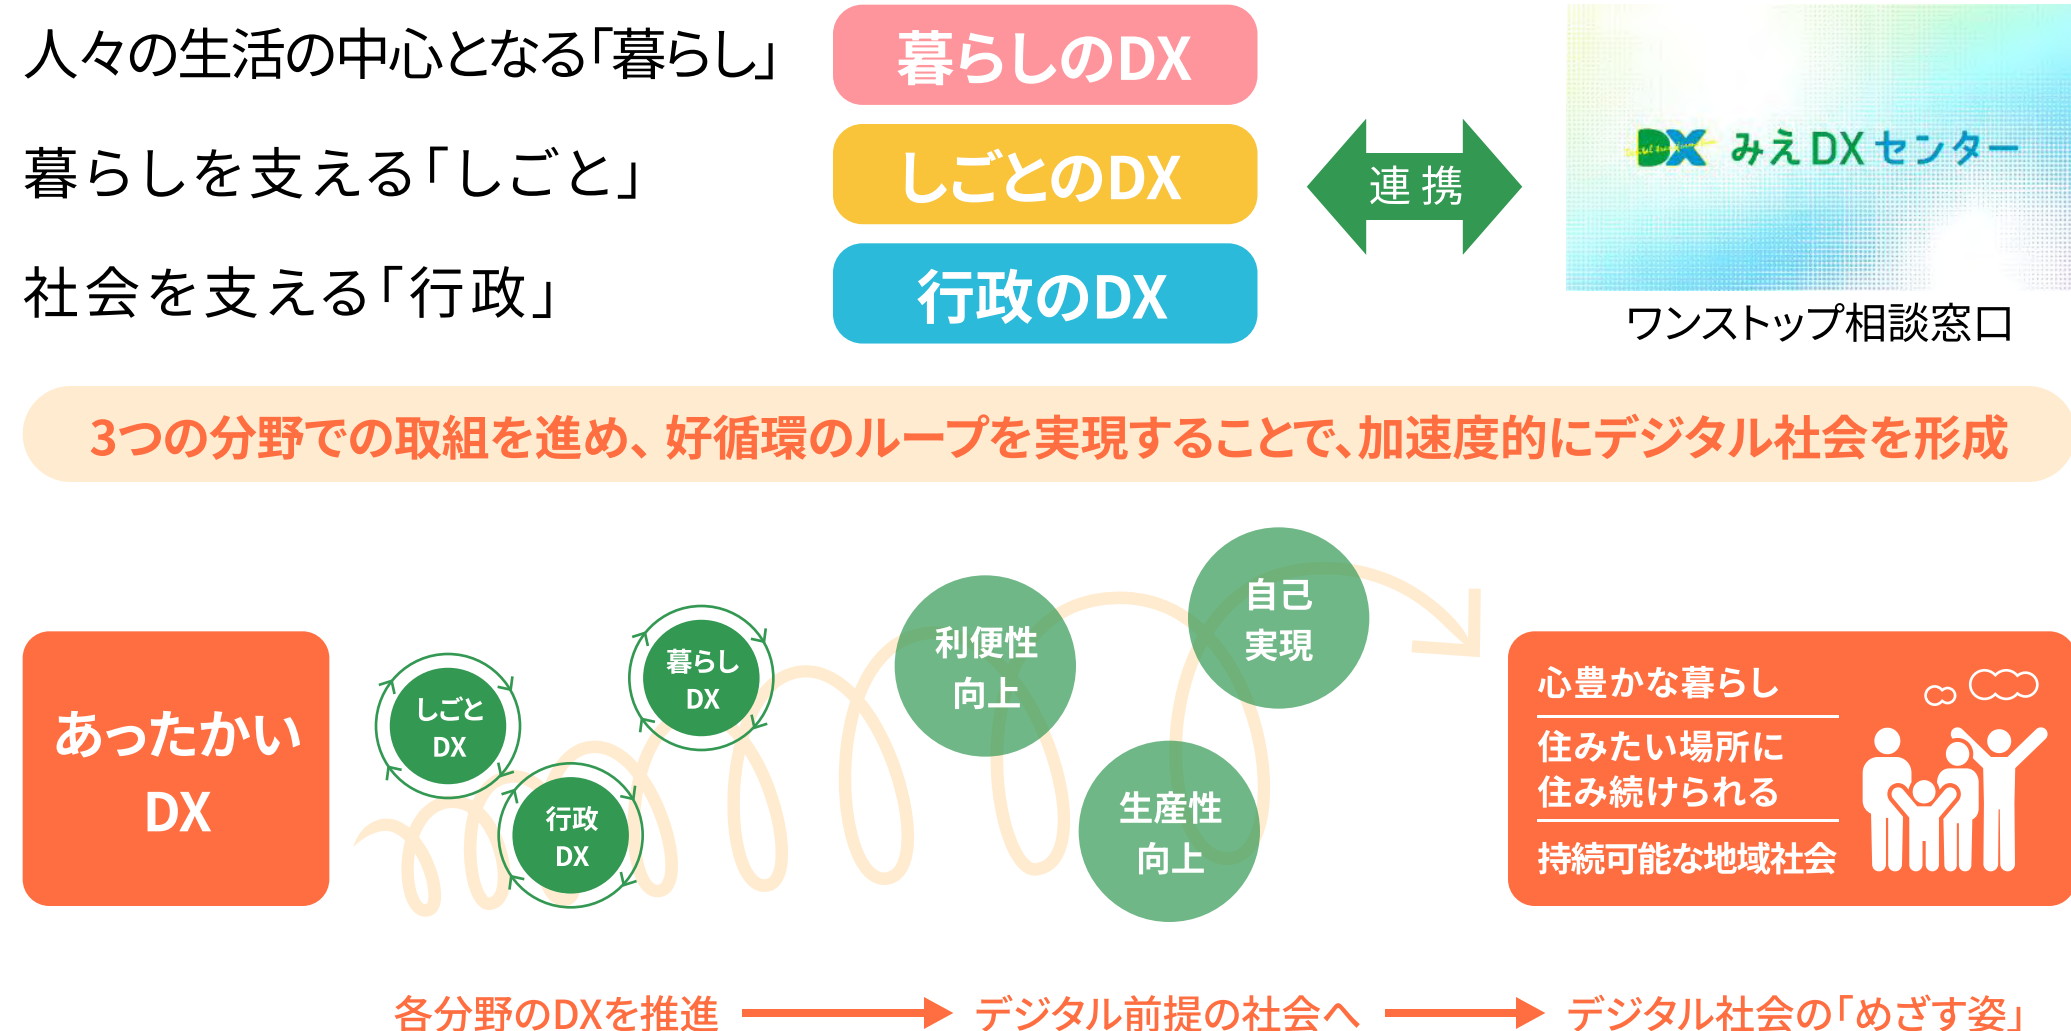 人々の生活の中心となる「暮らし」
暮らしのDX
暮らしを支える「しごと」
しごとのDX
社会を支える「行政」
行政のDX
連携
DX みえDXセンター
ワンストップ相談窓口
3つの分野での取組を進め、好循環のループを実現することで、加速度的にデジタル社会を形成
あったかい
DX
しごと
DX
行政
DX
暮らし
DX
利便性
向上
生産性
向上
自己
実現
心豊かな暮らし
住みたい場所に
住み続けられる
持続可能な地域社会
各分野のDXを推進
デジタル前提の社会へ
デジタル社会の「めざす姿」